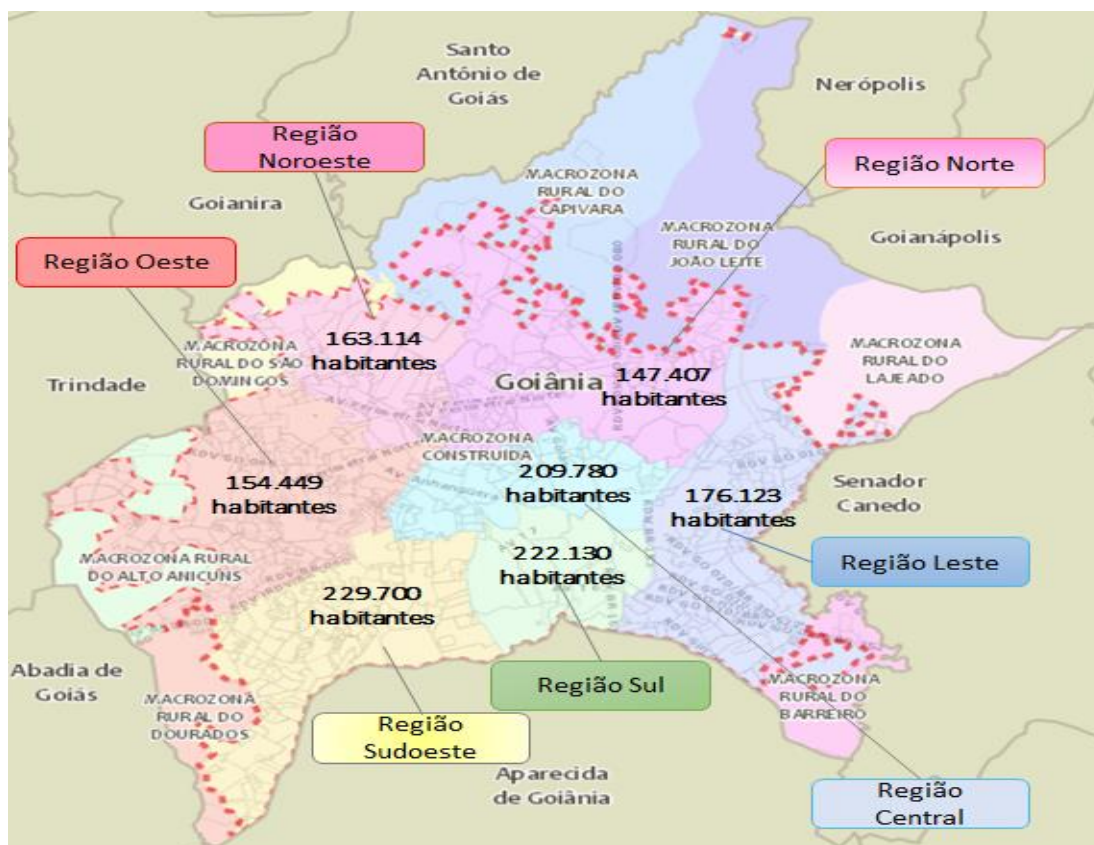 Santo
Antônio de
Goiás
Nerópolis
Região
Noroeste
Região Norte
MACROZONA
RURAL DO
CAPIVARA
Goianira
MACROZONA
RURAL DO
JOÃO LEITE
Goianápolis
Região Oeste
163.114
habitantes
MACROZONA
RURAL DO SÃO
DOMINGOS
MACROZONA
RURAL DO
LAJEADO
Trindade
Goiânia
147.407
habitantes
MACROZONA
CONSTRUÍDA
154.449
habitantes
209.780
habitantes
176.123
habitantes
Senador
Canedo
MACROZONA RURAL
DO ALTO ANICUNS
222.130
habitantes
Região Leste
229.700
habitantes
Abadia de
Goiás
Região Sul
MACROZONA
RURAL DO
BARREIRO
MACROZONA
RURAL DO
DOURADOS
Região
Sudoeste
Aparecida
de Goiânia
Região
Central